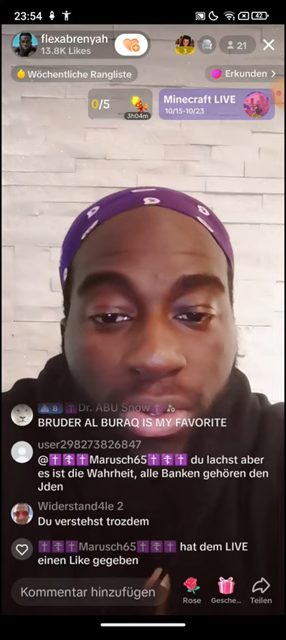 23:54
42
flexabrenyah
13.8K Likes
21
Wöchentliche Rangliste
Erkunden >
0/5
3h04m
Minecraft LIVE
10/15-10/23
8 Dr. ABU Snow
BRUDER AL BURAQ IS MY FAVORITE
user298273826847
@✝️☦️✝️Marusch65✝️☦️✝️ du lachst aber
es ist die Wahrheit, alle Banken gehören den
Jden
Widerstand4le 2
Du verstehst trozdem
✝️☦️✝️Marusch65✝️☦️✝️ hat dem LIVE
einen Like gegeben
Kommentar hinzufügen
Rose
Gesche...
Teilen